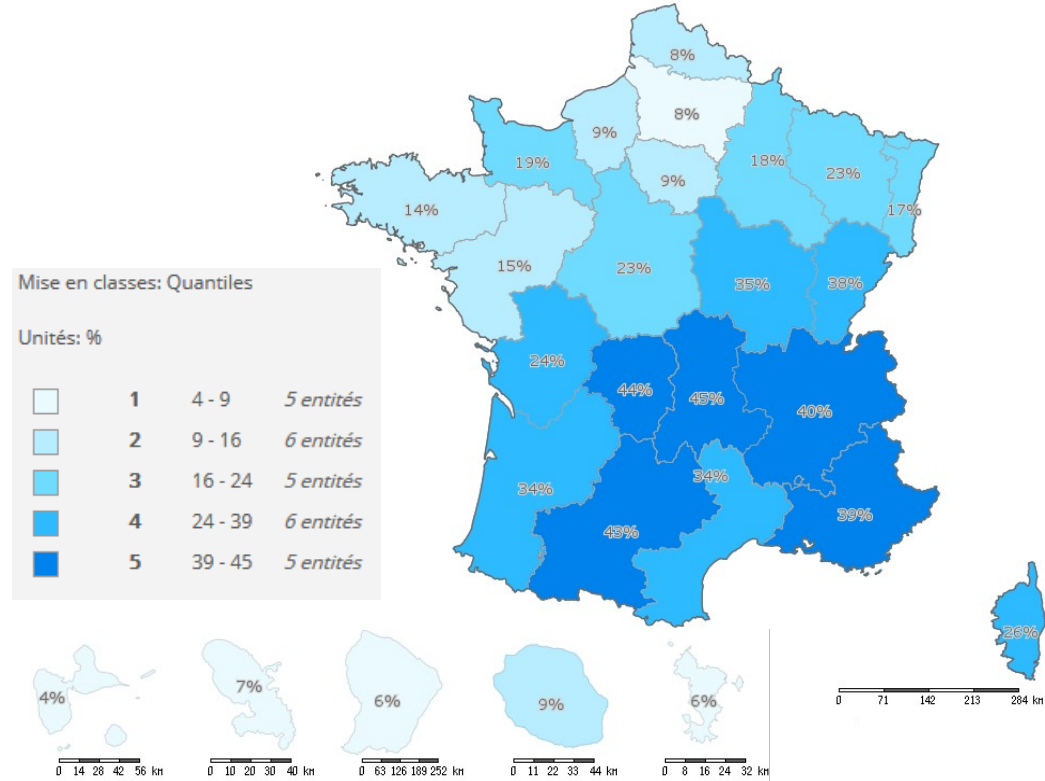 8%
8%
9%
19%
18%
23%
9%
17%
14%
15%
23%
35%
38%
24%
44%
45%
40%
34%
34%
43%
39%
26%
Mise en classes: Quantiles
Unités: %
1 4 - 9 5 entités
2 9 - 16 6 entités
3 16 - 24 5 entités
4 24 - 39 6 entités
5 39 - 45 5 entités
4%
7%
6%
9%
6%
0 71 142 213 284 km
0 14 28 42 56 km
0 10 20 30 40 km
0 63 126 189 252 km
0 11 22 33 44 km
0 8 16 24 32 km